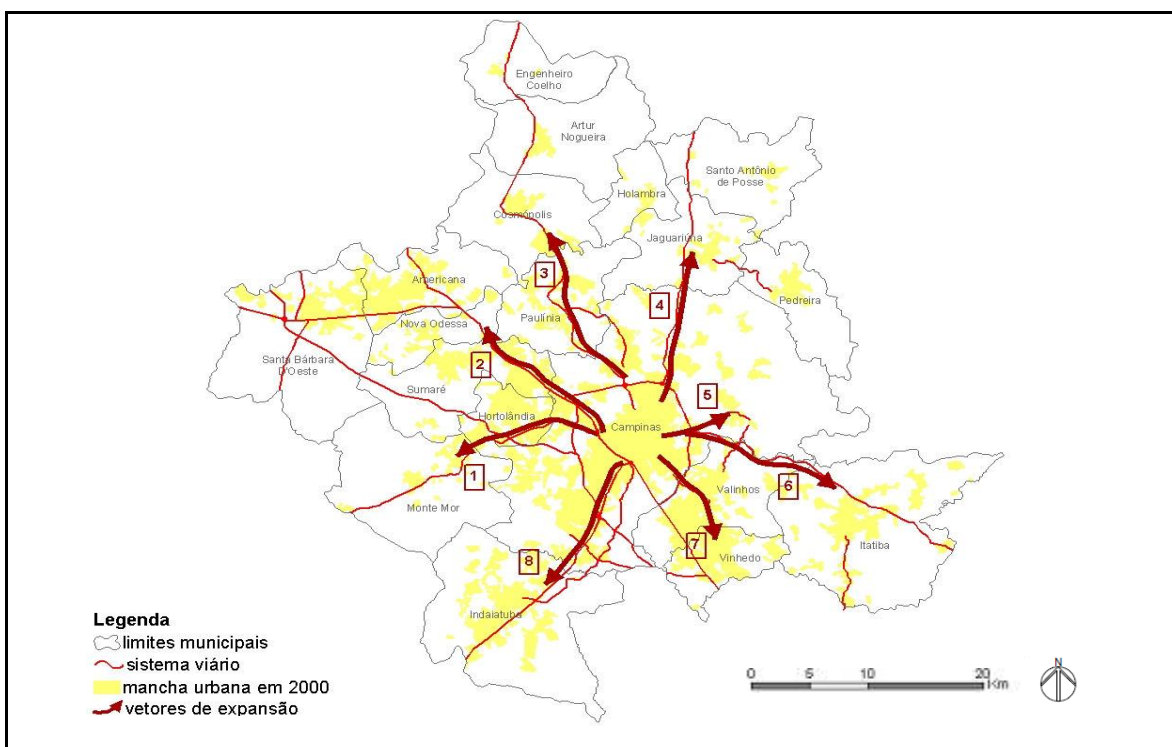 Engenheiro
Coelho
Artur
Nogueira
Santo Antônio
de Posse
Holambra
Cosmópolis
Jaguariúna
3
Americana
4
Pedreira
Paulínia
Nova Odessa
2
Santa Bárbara
D'Oeste
Sumaré
5
Hortolândia
Campinas
1
6
Valinhos
Monte Mor
7
Itatiba
8
Vinhedo
Indaiatuba
Legenda
limites municipais
sistema viário
mancha urbana em 2000
vetores de expansão
0 5 10 20
Km
N